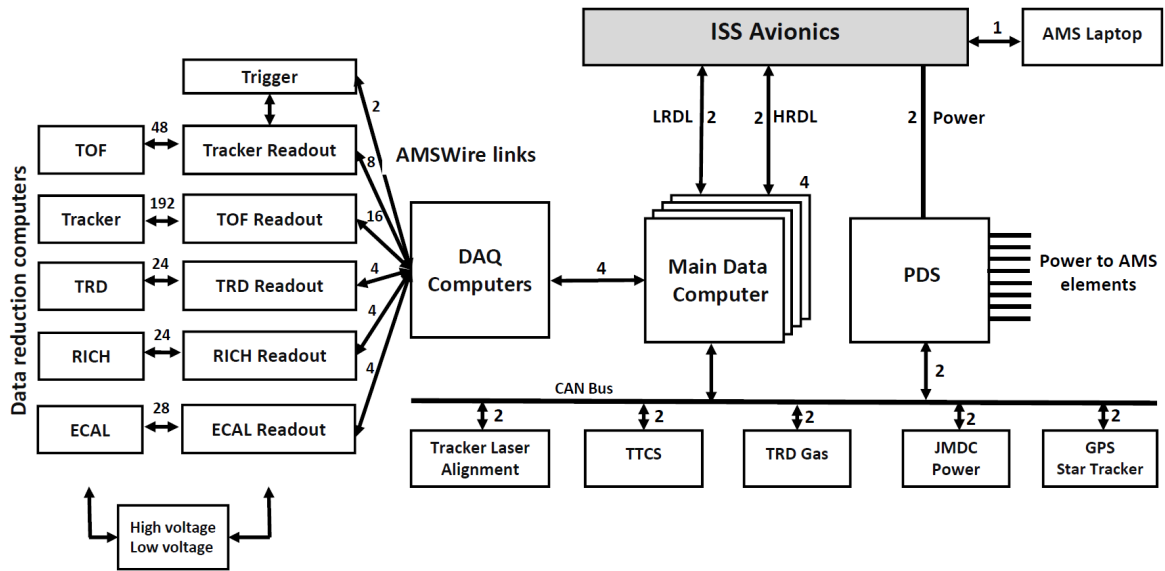 ISS Avionics
1
AMS Laptop
Trigger
2
LRDL
2
2
HRDL
2
Power
48
TOF
Tracker Readout
8
AMSWire links
192
Tracker
TOF Readout
16
4
24
TRD
TRD Readout
4
DAQ
Computers
4
Main Data
Computer
PDS
Power to AMS
elements
24
RICH
RICH Readout
4
4
2
28
ECAL
ECAL Readout
CAN Bus
2
2
2
2
2
Tracker Laser
Alignment
TTCS
TRD Gas
JMDC
Power
GPS
Star Tracker
High voltage
Low voltage
Data reduction computers